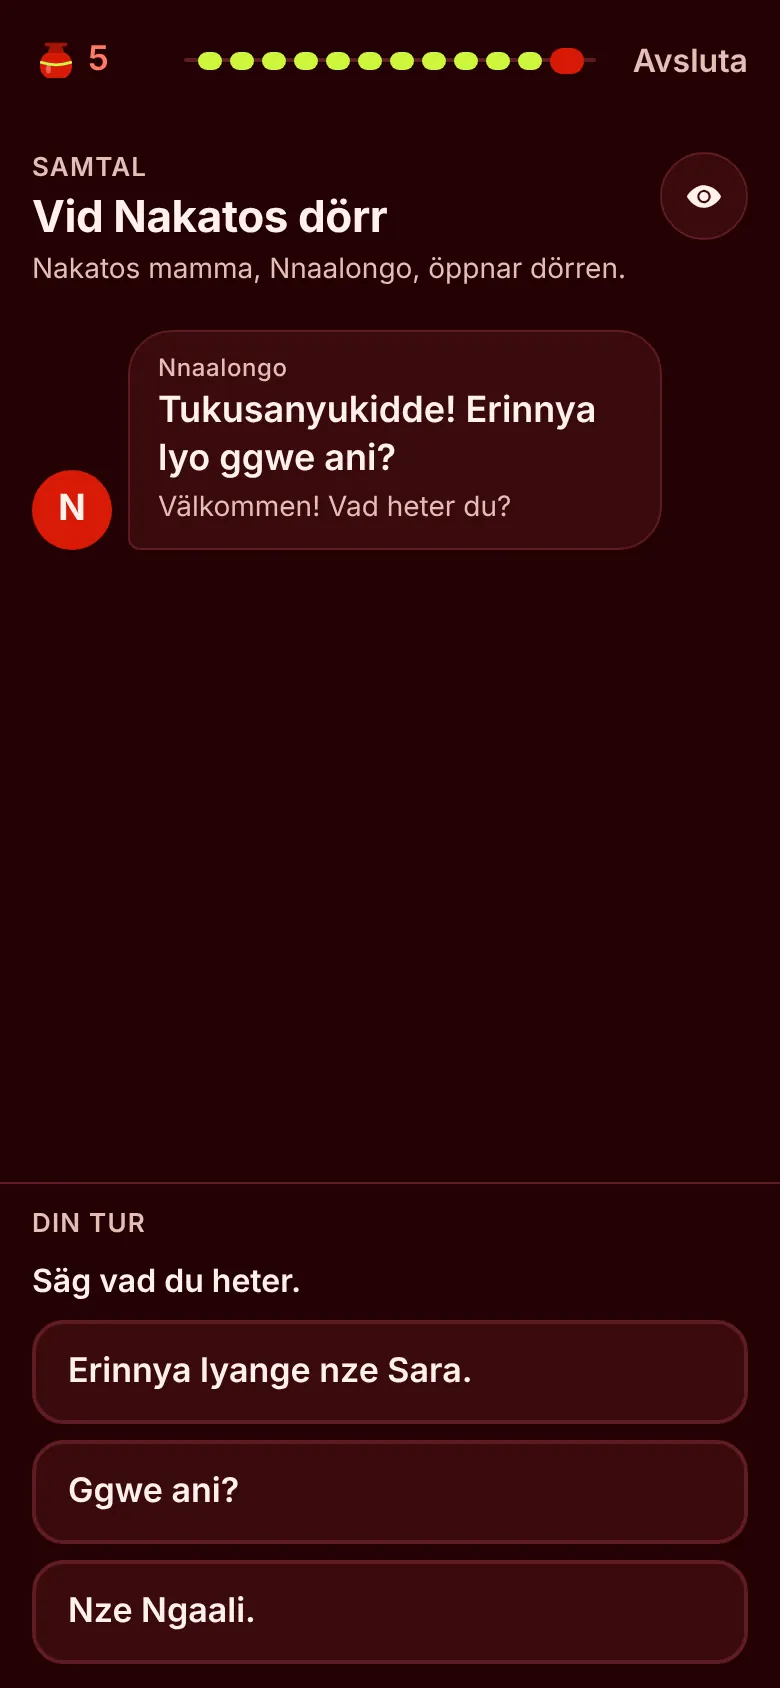 5
Avsluta
SAMTAL
Vid Nakatos dörr
Nakatos mamma, Nnaalongo, öppnar dörren.
Nnaalongo
Tukusanyukidde! Erinnya
lyo ggwe ani?
Välkommen! Vad heter du?
N
DIN TUR
Säg vad du heter.
Erinnya lyange nze Sara.
Ggwe ani?
Nze Ngaali.